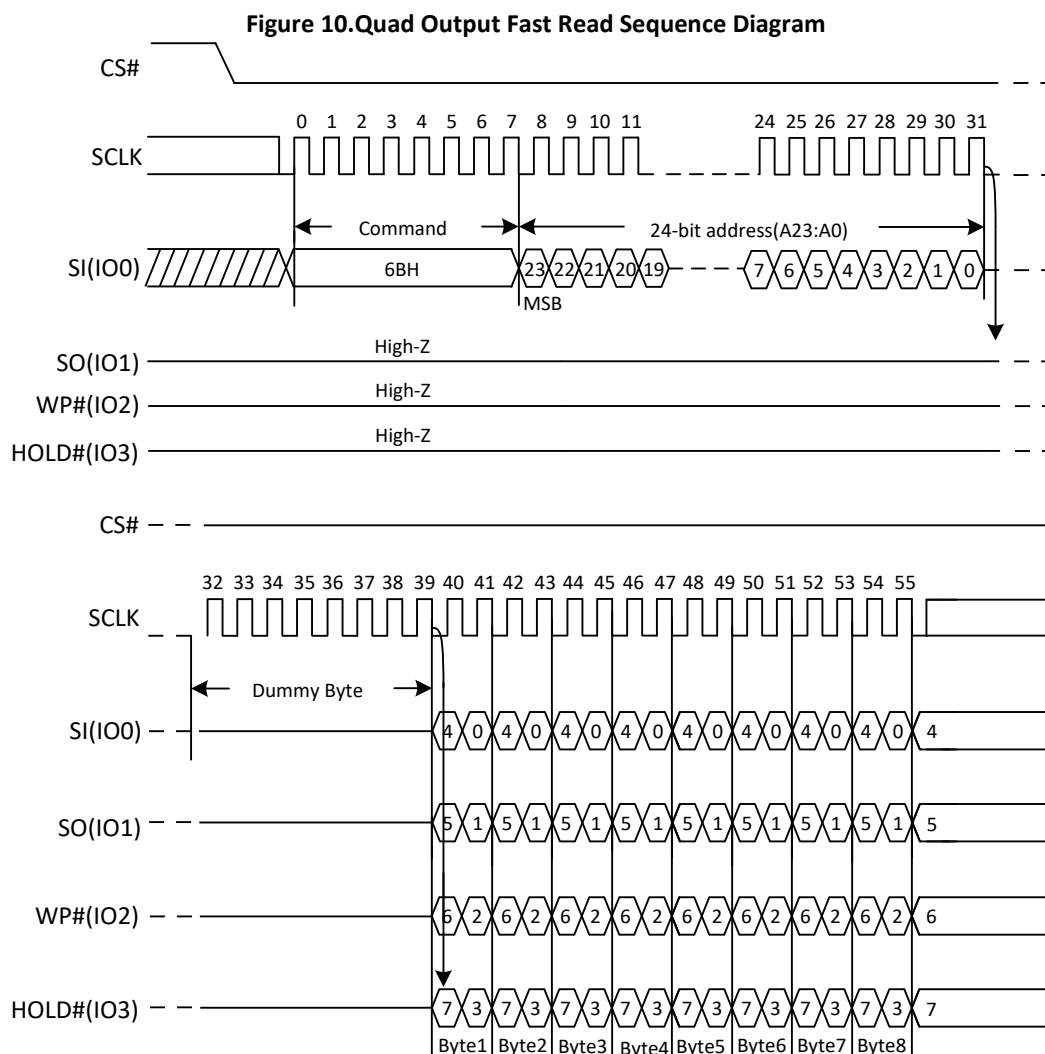 Figure 10.Quad Output Fast Read Sequence Diagram
CS#
0 1 2 3 4 5 6 7 8 9 10 11 24 25 26 27 28 29 30 31
SCLK
Command 24-bit address(A23:A0)
SI(IO0) 6BH 23 22 21 20 19 7 6 5 4 3 2 1 0
MSB
High-Z
SO(IO1)
High-Z
WP#(IO2)
High-Z
HOLD#(IO3)
CS#
32 33 34 35 36 37 38 39 40 41 42 43 44 45 46 47 48 49 50 51 52 53 54 55
SCLK
Dummy Byte
SI(IO0) 4 0 4 0 4 0 4 0 4 0 4 0 4 0 4 0 4
SO(IO1) 5 1 5 1 5 1 5 1 5 1 5 1 5 1 5 1 5
WP#(IO2) 6 2 6 2 6 2 6 2 6 2 6 2 6 2 6 2 6
HOLD#(IO3) 7 3 7 3 7 3 7 3 7 3 7 3 7 3 7 3 7
Byte1 Byte2 Byte3 Byte4 Byte5 Byte6 Byte7 Byte8